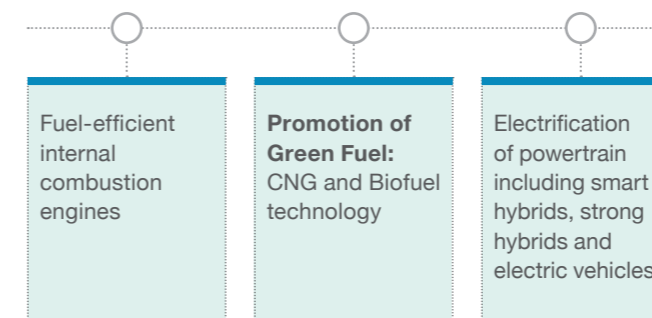 Fuel-efficient
internal
combustion
engines
Promotion of
Green Fuel:
CNG and Biofuel
technology
Electrification
of powertrain
including smart
hybrids, strong
hybrids and
electric vehicles